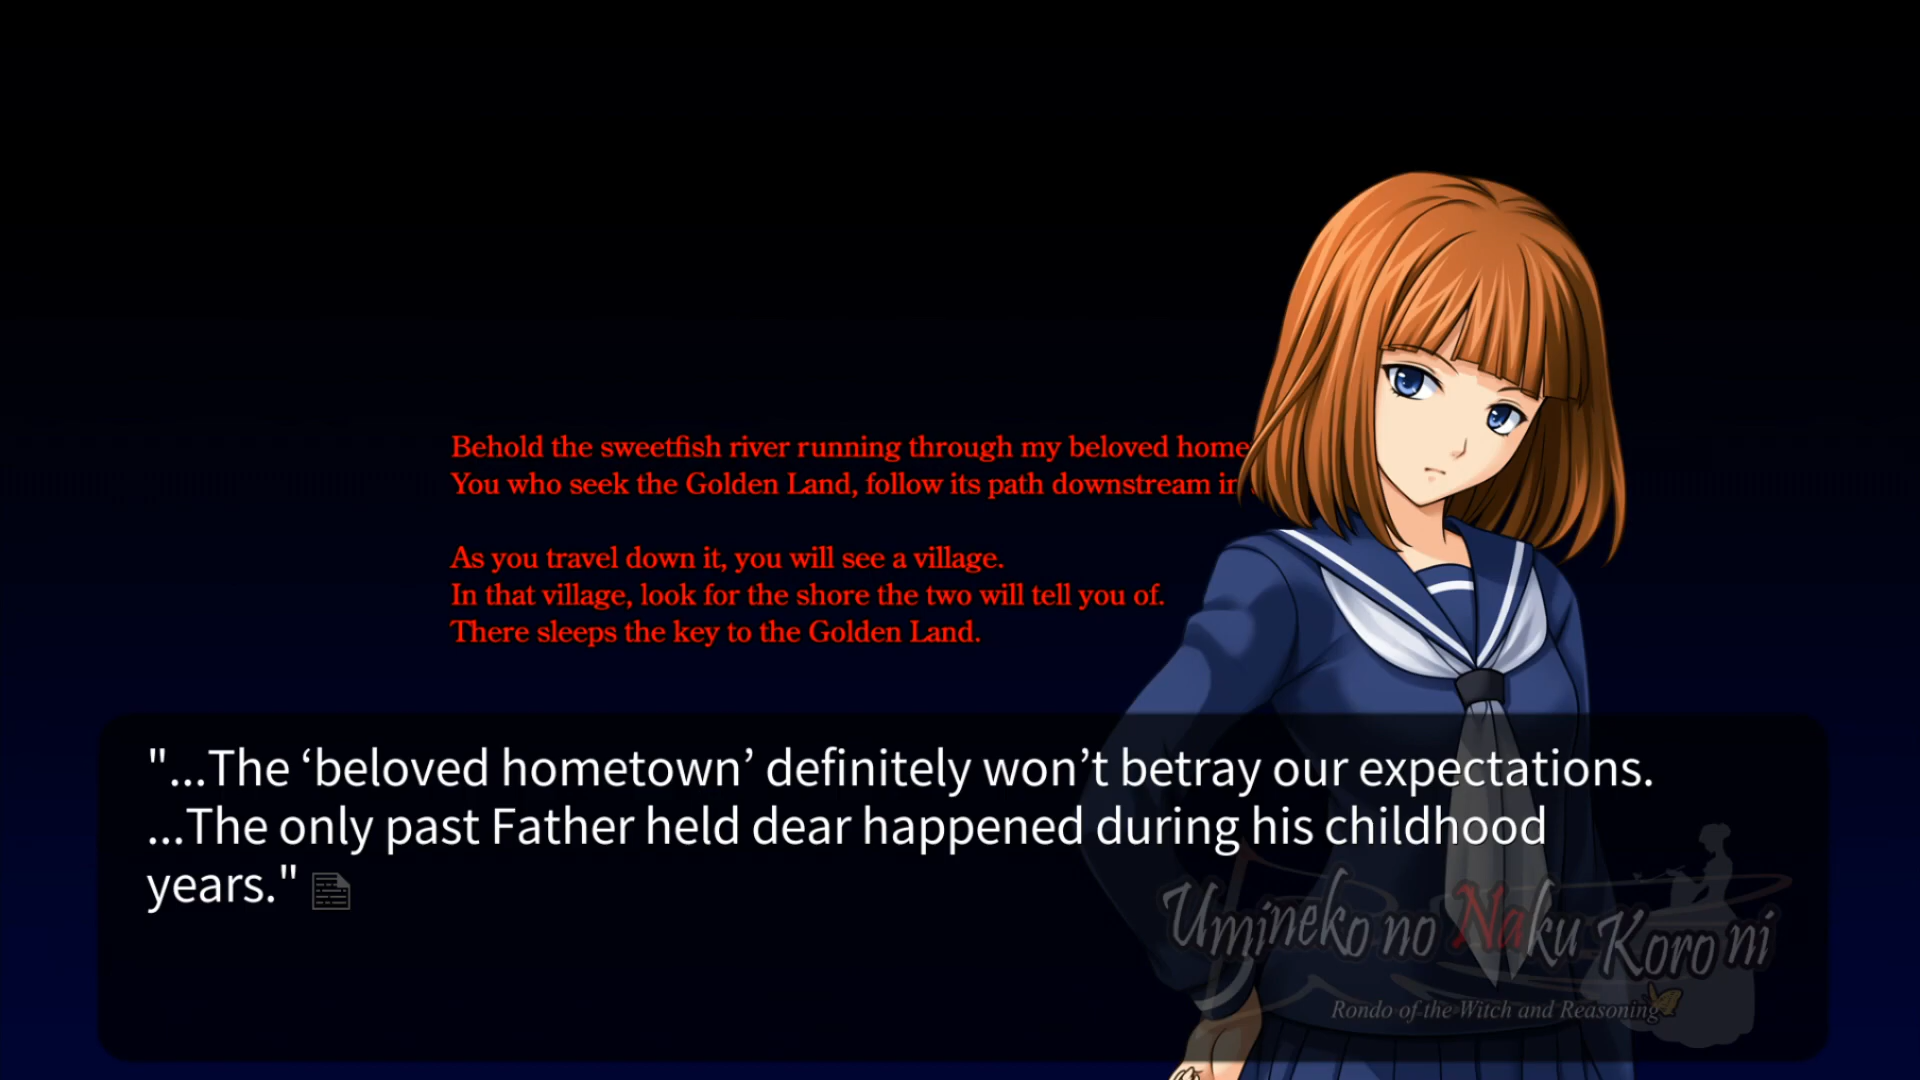 Behold the sweetfish river running through my beloved home
You who seek the Golden Land, follow its path downstream in
As you travel down it, you will see a village.
In that village, look for the shore the two will tell you of.
There sleeps the key to the Golden Land.
"...The ‘beloved hometown’ definitely won’t betray our expectations.
...The only past Father held dear happened during his childhood
years."
Umineko no Naku Koro ni
Rondo of the Witch and Reasoning